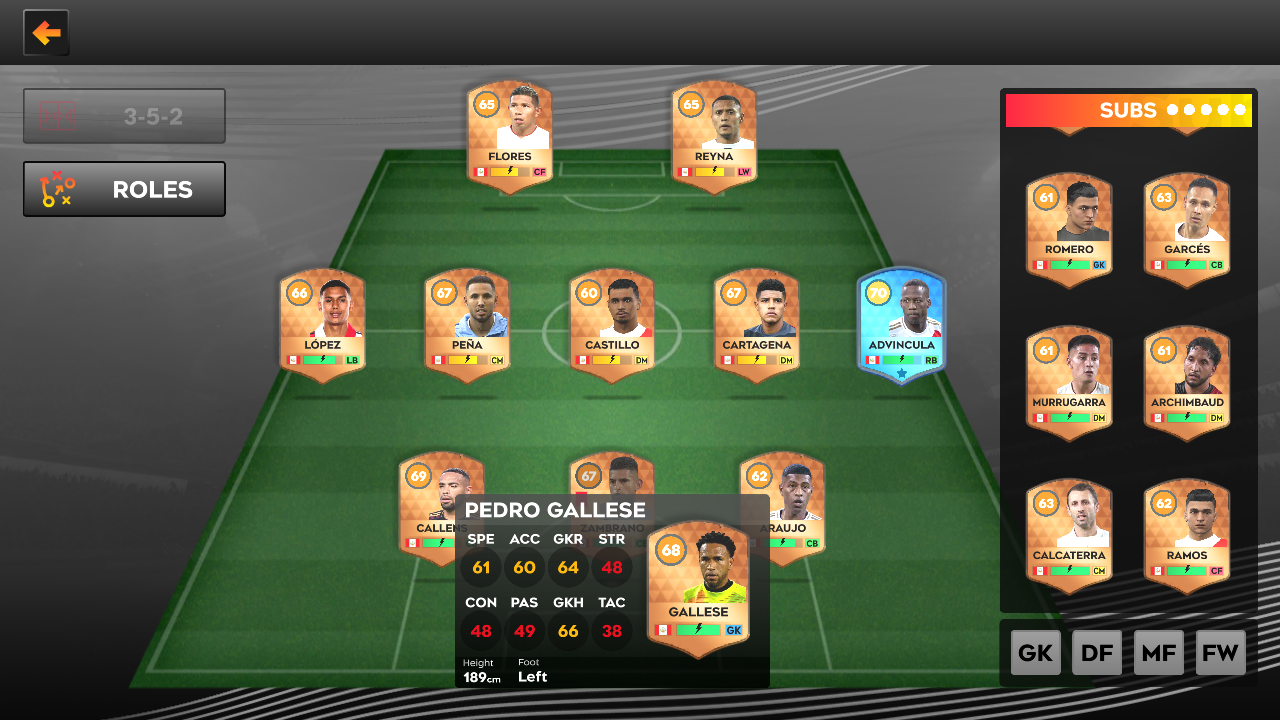 65
FLORES
CF
65
REYNA
LW
3-5-2
ROLES
SUBS
66
LÓPEZ
LB
67
PEÑA
CM
60
CASTILLO
DM
67
CARTAGENA
DM
70
ADVINCULA
RB
61
ROMERO
GK
63
GARCÉS
CB
61
MURRUGARRA
DM
61
ARCHIMBAUD
DM
69
CALLENS
67
ZAMBRANO
62
ARAUJO
CB
63
CALCATERRA
CM
62
RAMOS
CF
PEDRO GALLESE
SPE ACC GKR STR
61 60 64 48
CON PAS GKH TAC
48 49 66 38
Height Foot
189cm Left
68
GALLESE
GK
GK DF MF FW